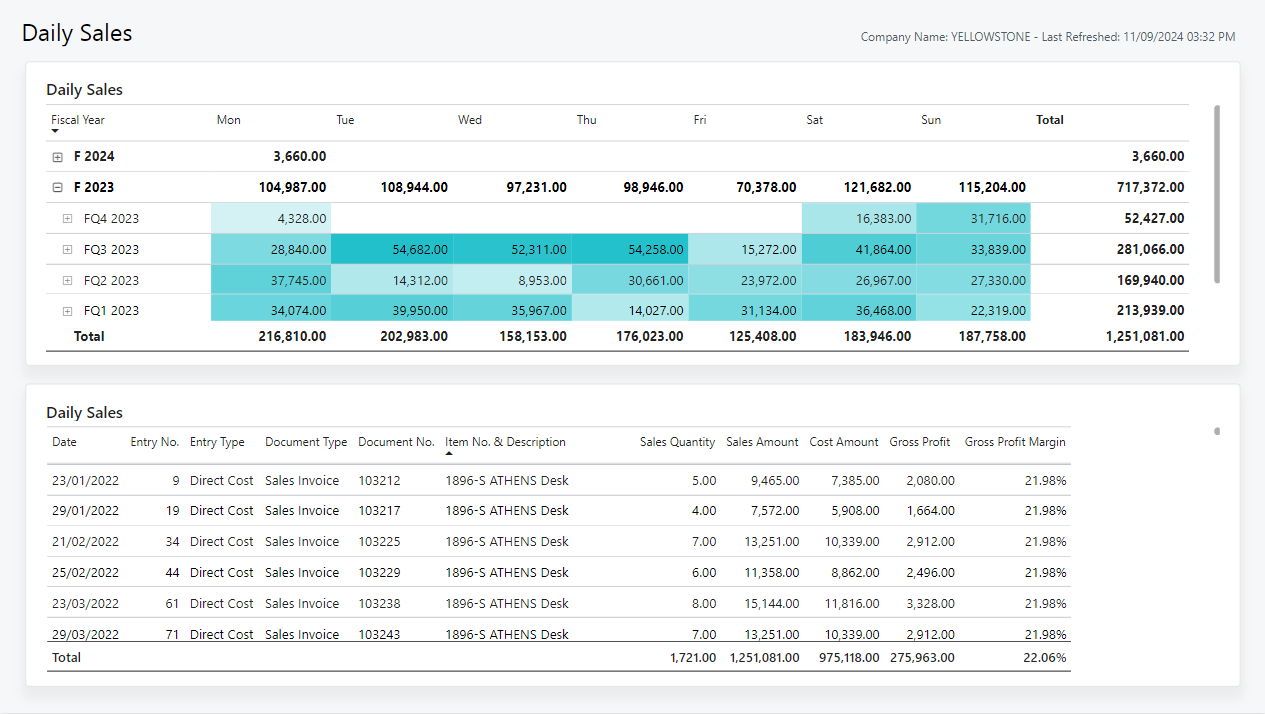 Daily Sales
Company Name: YELLOWSTONE - Last Refreshed: 11/09/2024 03:32 PM
Daily Sales
Fiscal Year Mon Tue Wed Thu Fri Sat Sun Total
F 2024 3,660.00 3,660.00
F 2023 104,987.00 108,944.00 97,231.00 98,946.00 70,378.00 121,682.00 115,204.00 717,372.00
FQ4 2023 4,328.00 16,383.00 31,716.00 52,427.00
FQ3 2023 28,840.00 54,682.00 52,311.00 54,258.00 15,272.00 41,864.00 33,839.00 281,066.00
FQ2 2023 37,745.00 14,312.00 8,953.00 30,661.00 23,972.00 26,967.00 27,330.00 169,940.00
FQ1 2023 34,074.00 39,950.00 35,967.00 14,027.00 31,134.00 36,468.00 22,319.00 213,939.00
Total 216,810.00 202,983.00 158,153.00 176,023.00 125,408.00 183,946.00 187,758.00 1,251,081.00
Daily Sales
Date Entry No. Entry Type Document Type Document No. Item No. & Description Sales Quantity Sales Amount Cost Amount Gross Profit Gross Profit Margin
23/01/2022 9 Direct Cost Sales Invoice 103212 1896-S ATHENS Desk 5.00 9,465.00 7,385.00 2,080.00 21.98%
29/01/2022 19 Direct Cost Sales Invoice 103217 1896-S ATHENS Desk 4.00 7,572.00 5,908.00 1,664.00 21.98%
21/02/2022 34 Direct Cost Sales Invoice 103225 1896-S ATHENS Desk 7.00 13,251.00 10,339.00 2,912.00 21.98%
25/02/2022 44 Direct Cost Sales Invoice 103229 1896-S ATHENS Desk 6.00 11,358.00 8,862.00 2,496.00 21.98%
23/03/2022 61 Direct Cost Sales Invoice 103238 1896-S ATHENS Desk 8.00 15,144.00 11,816.00 3,328.00 21.98%
29/03/2022 71 Direct Cost Sales Invoice 103243 1896-S ATHENS Desk 7.00 13,251.00 10,339.00 2,912.00 21.98%
Total 1,721.00 1,251,081.00 975,118.00 275,963.00 22.06%